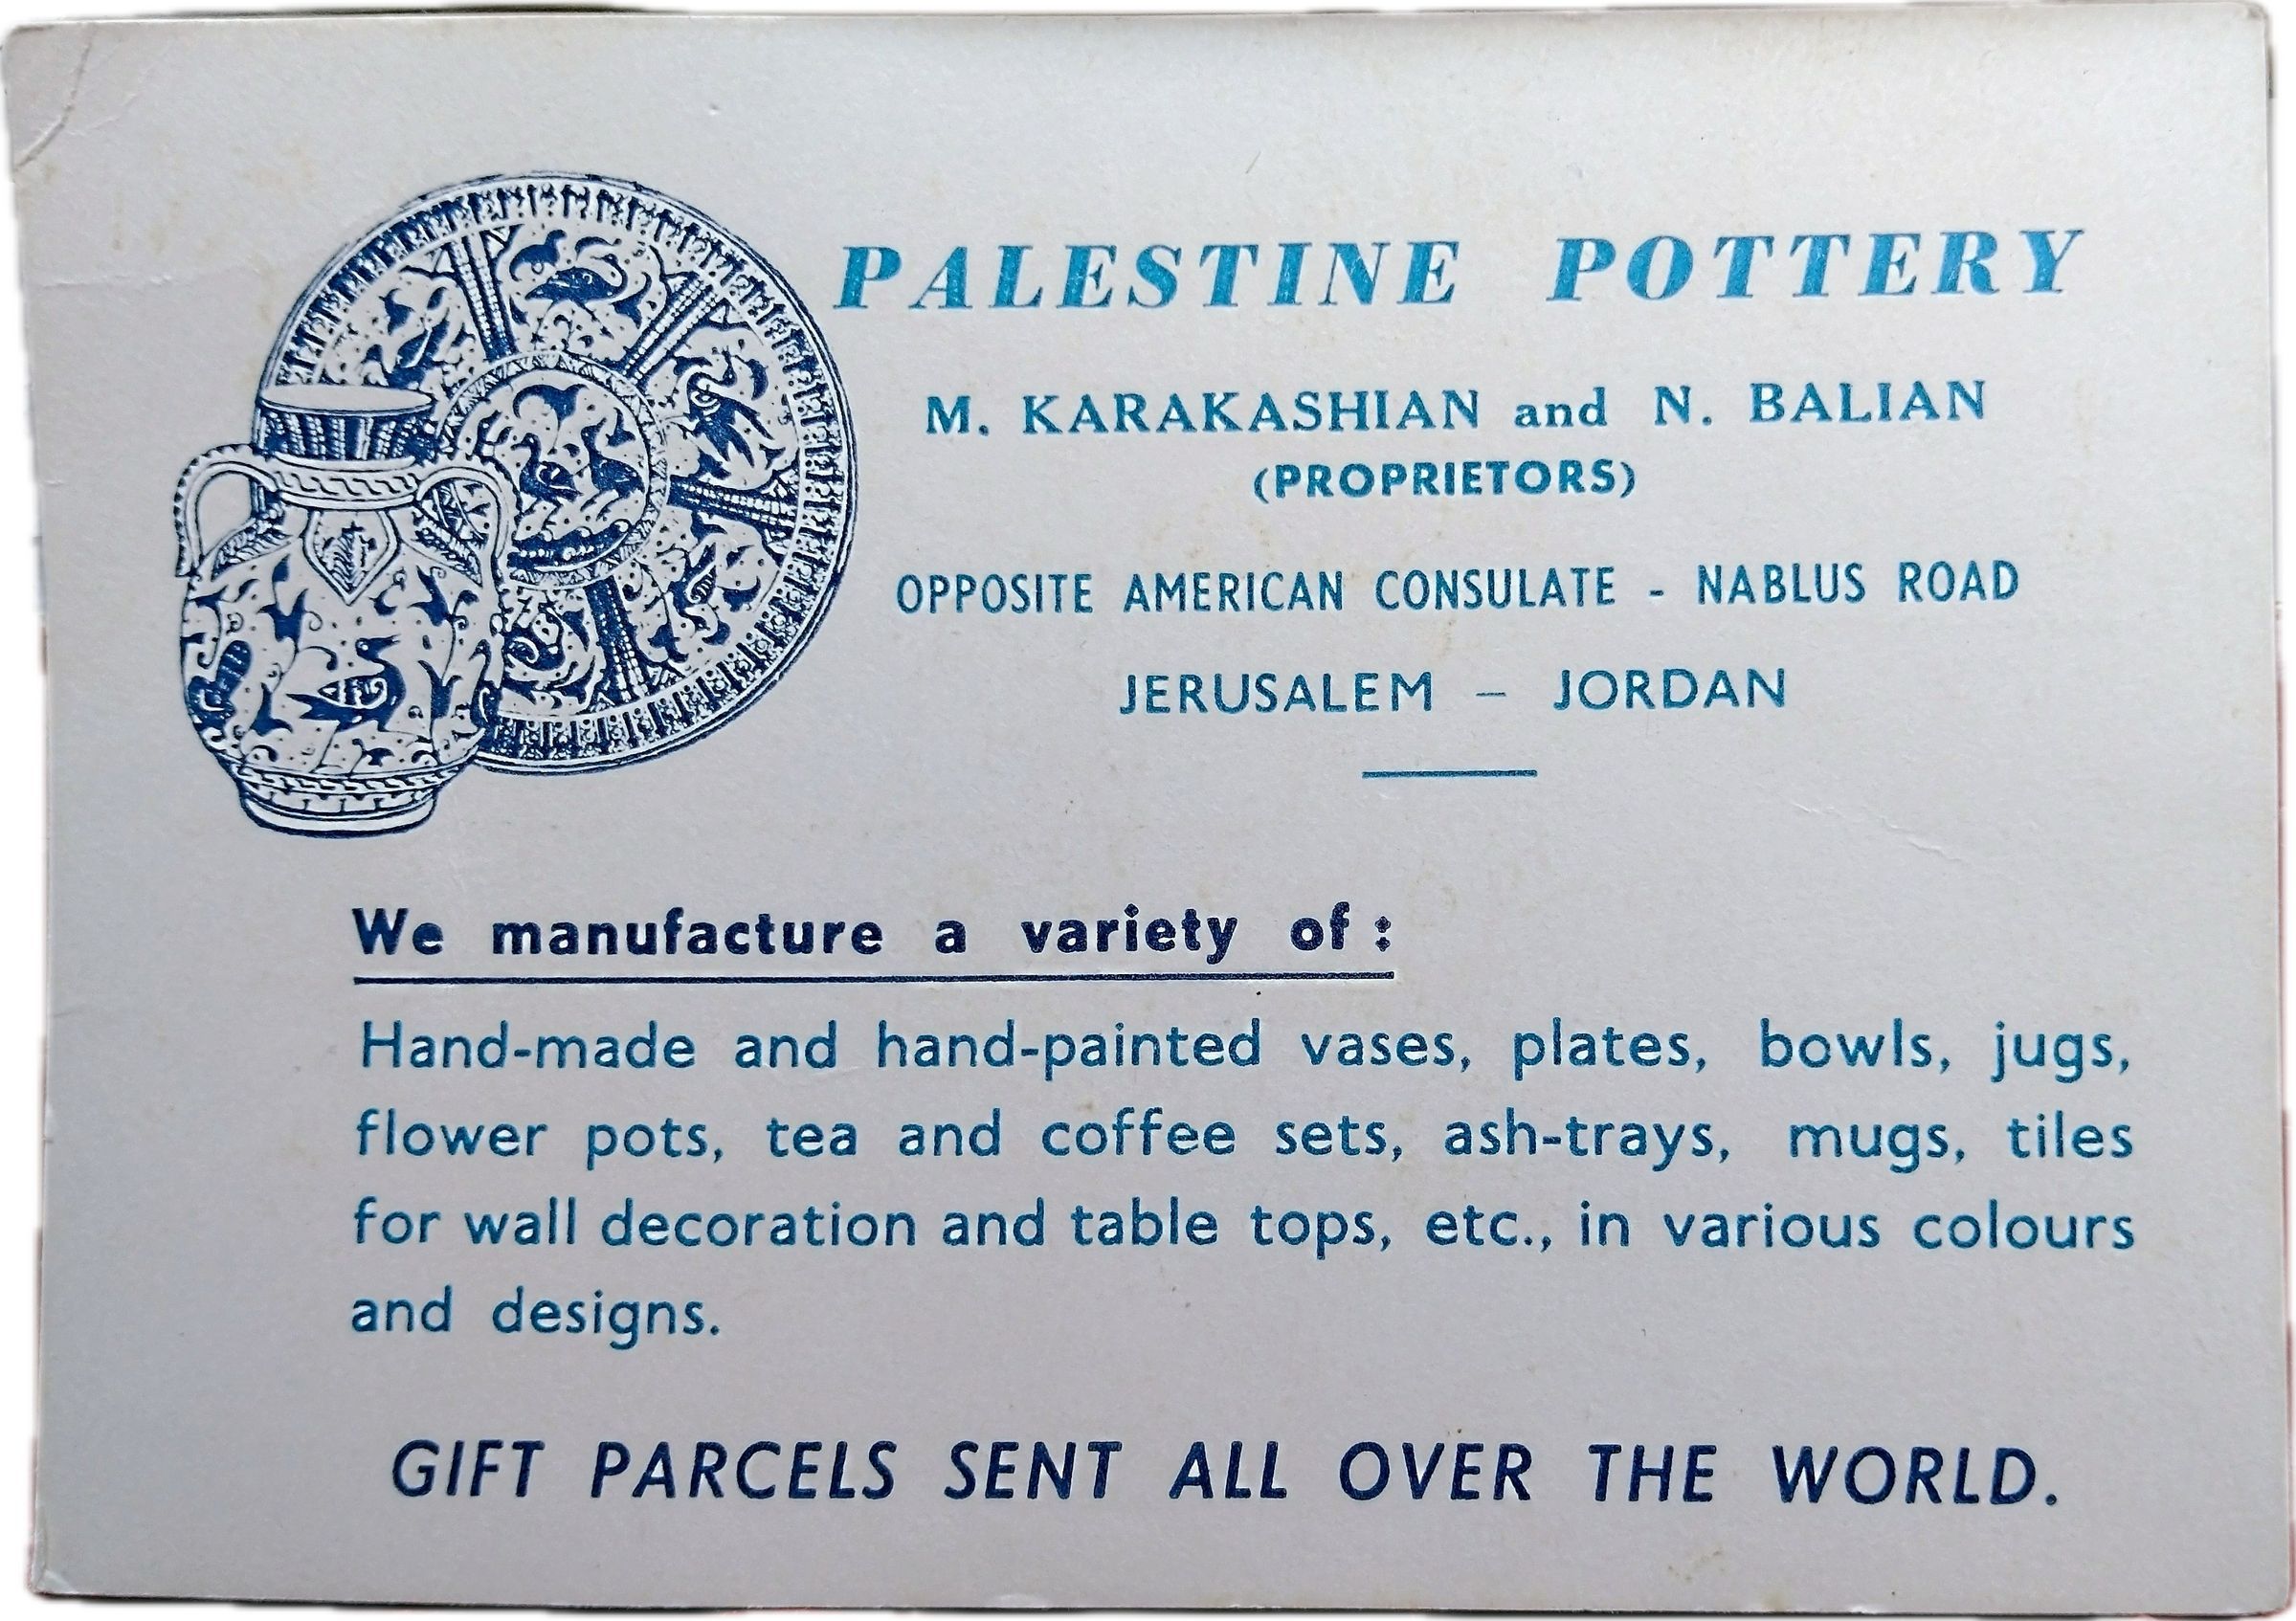 PALESTINE POTTERY
M. KARAKASHIAN and N. BALIAN
(PROPRIETORS)
OPPOSITE AMERICAN CONSULATE - NABLUS ROAD
JERUSALEM – JORDAN
We manufacture a variety of :
Hand-made and hand-painted vases, plates, bowls, jugs,
flower pots, tea and coffee sets, ash-trays, mugs, tiles
for wall decoration and table tops, etc., in various colours
and designs.
GIFT PARCELS SENT ALL OVER THE WORLD.